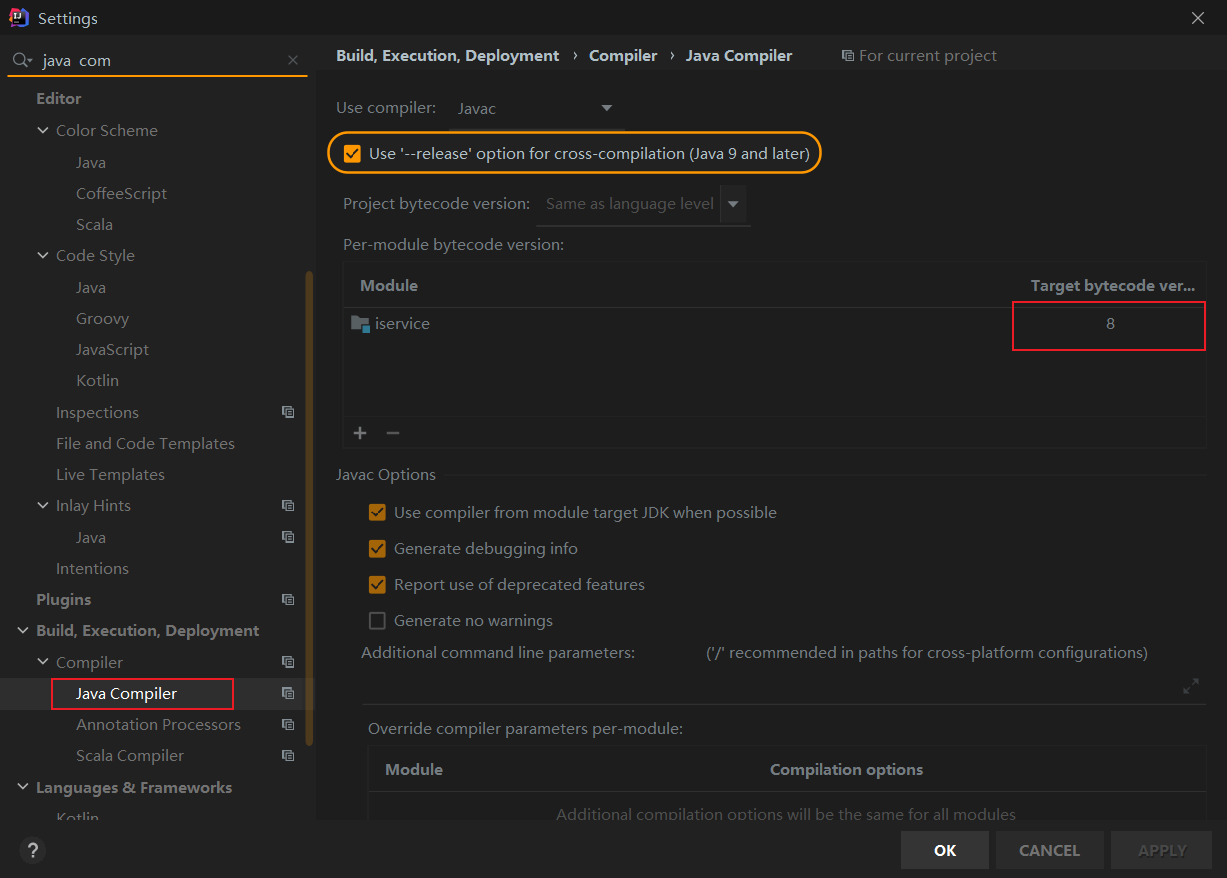 Settings
java com
Editor
Color Scheme
Java
CoffeeScript
Scala
Code Style
Java
Groovy
JavaScript
Kotlin
Inspections
File and Code Templates
Live Templates
Inlay Hints
Java
Intentions
Plugins
Build, Execution, Deployment
Compiler
Java Compiler
Annotation Processors
Scala Compiler
Languages & Frameworks
Kotlin
?
Build, Execution, Deployment › Compiler › Java Compiler For current project
Use compiler: Javac
Use '--release' option for cross-compilation (Java 9 and later)
Project bytecode version: Same as language level
Per-module bytecode version:
Module Target bytecode ver...
iservice 8
Javac Options
Use compiler from module target JDK when possible
Generate debugging info
Report use of deprecated features
Generate no warnings
Additional command line parameters: ('/' recommended in paths for cross-platform configurations)
Override compiler parameters per-module:
Module Compilation options
Additional compilation options will be the same for all modules
OK CANCEL APPLY